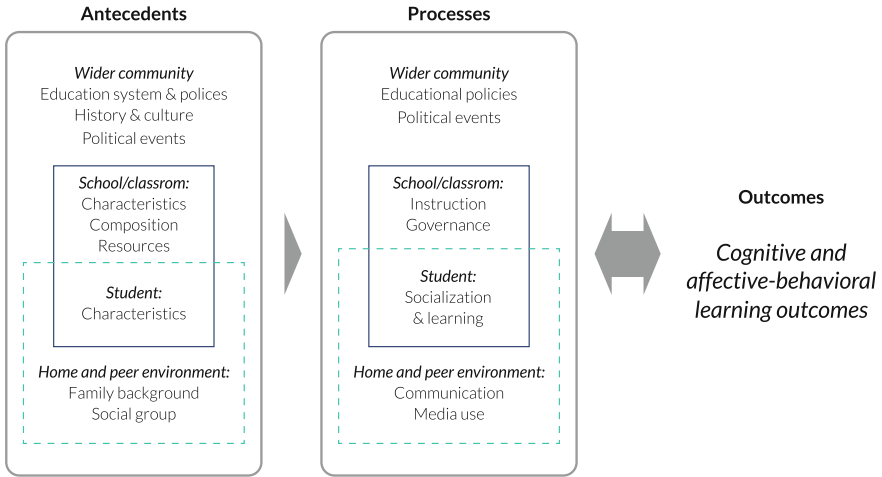 Antecedents
Wider community
Education system & polices
History & culture
Political events
School/classrom:
Characteristics
Composition
Resources
Student:
Characteristics
Home and peer environment:
Family background
Social group
Processes
Wider community
Educational policies
Political events
School/classrom:
Instruction
Governance
Student:
Socialization
& learning
Home and peer environment:
Communication
Media use
Outcomes
Cognitive and
affective-behavioral
learning outcomes